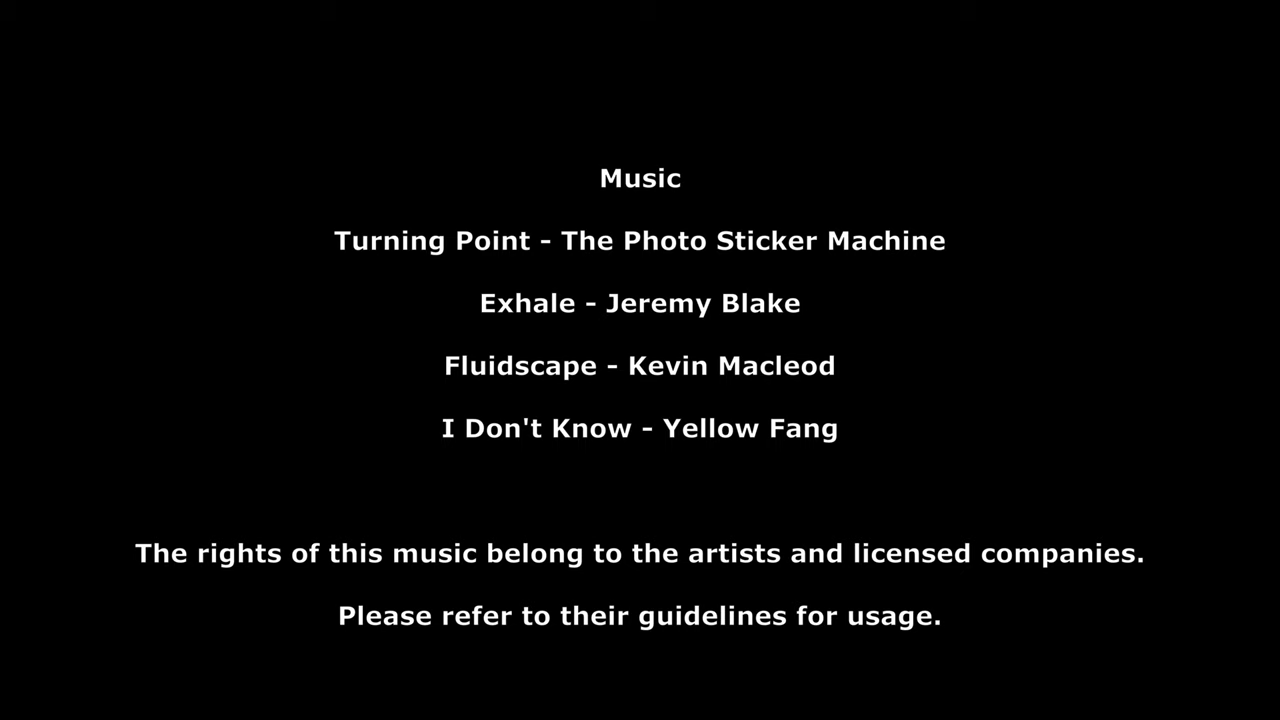 Music
Turning Point - The Photo Sticker Machine
Exhale - Jeremy Blake
Fluidscape - Kevin Macleod
I Don't Know - Yellow Fang
The rights of this music belong to the artists and licensed companies.
Please refer to their guidelines for usage.